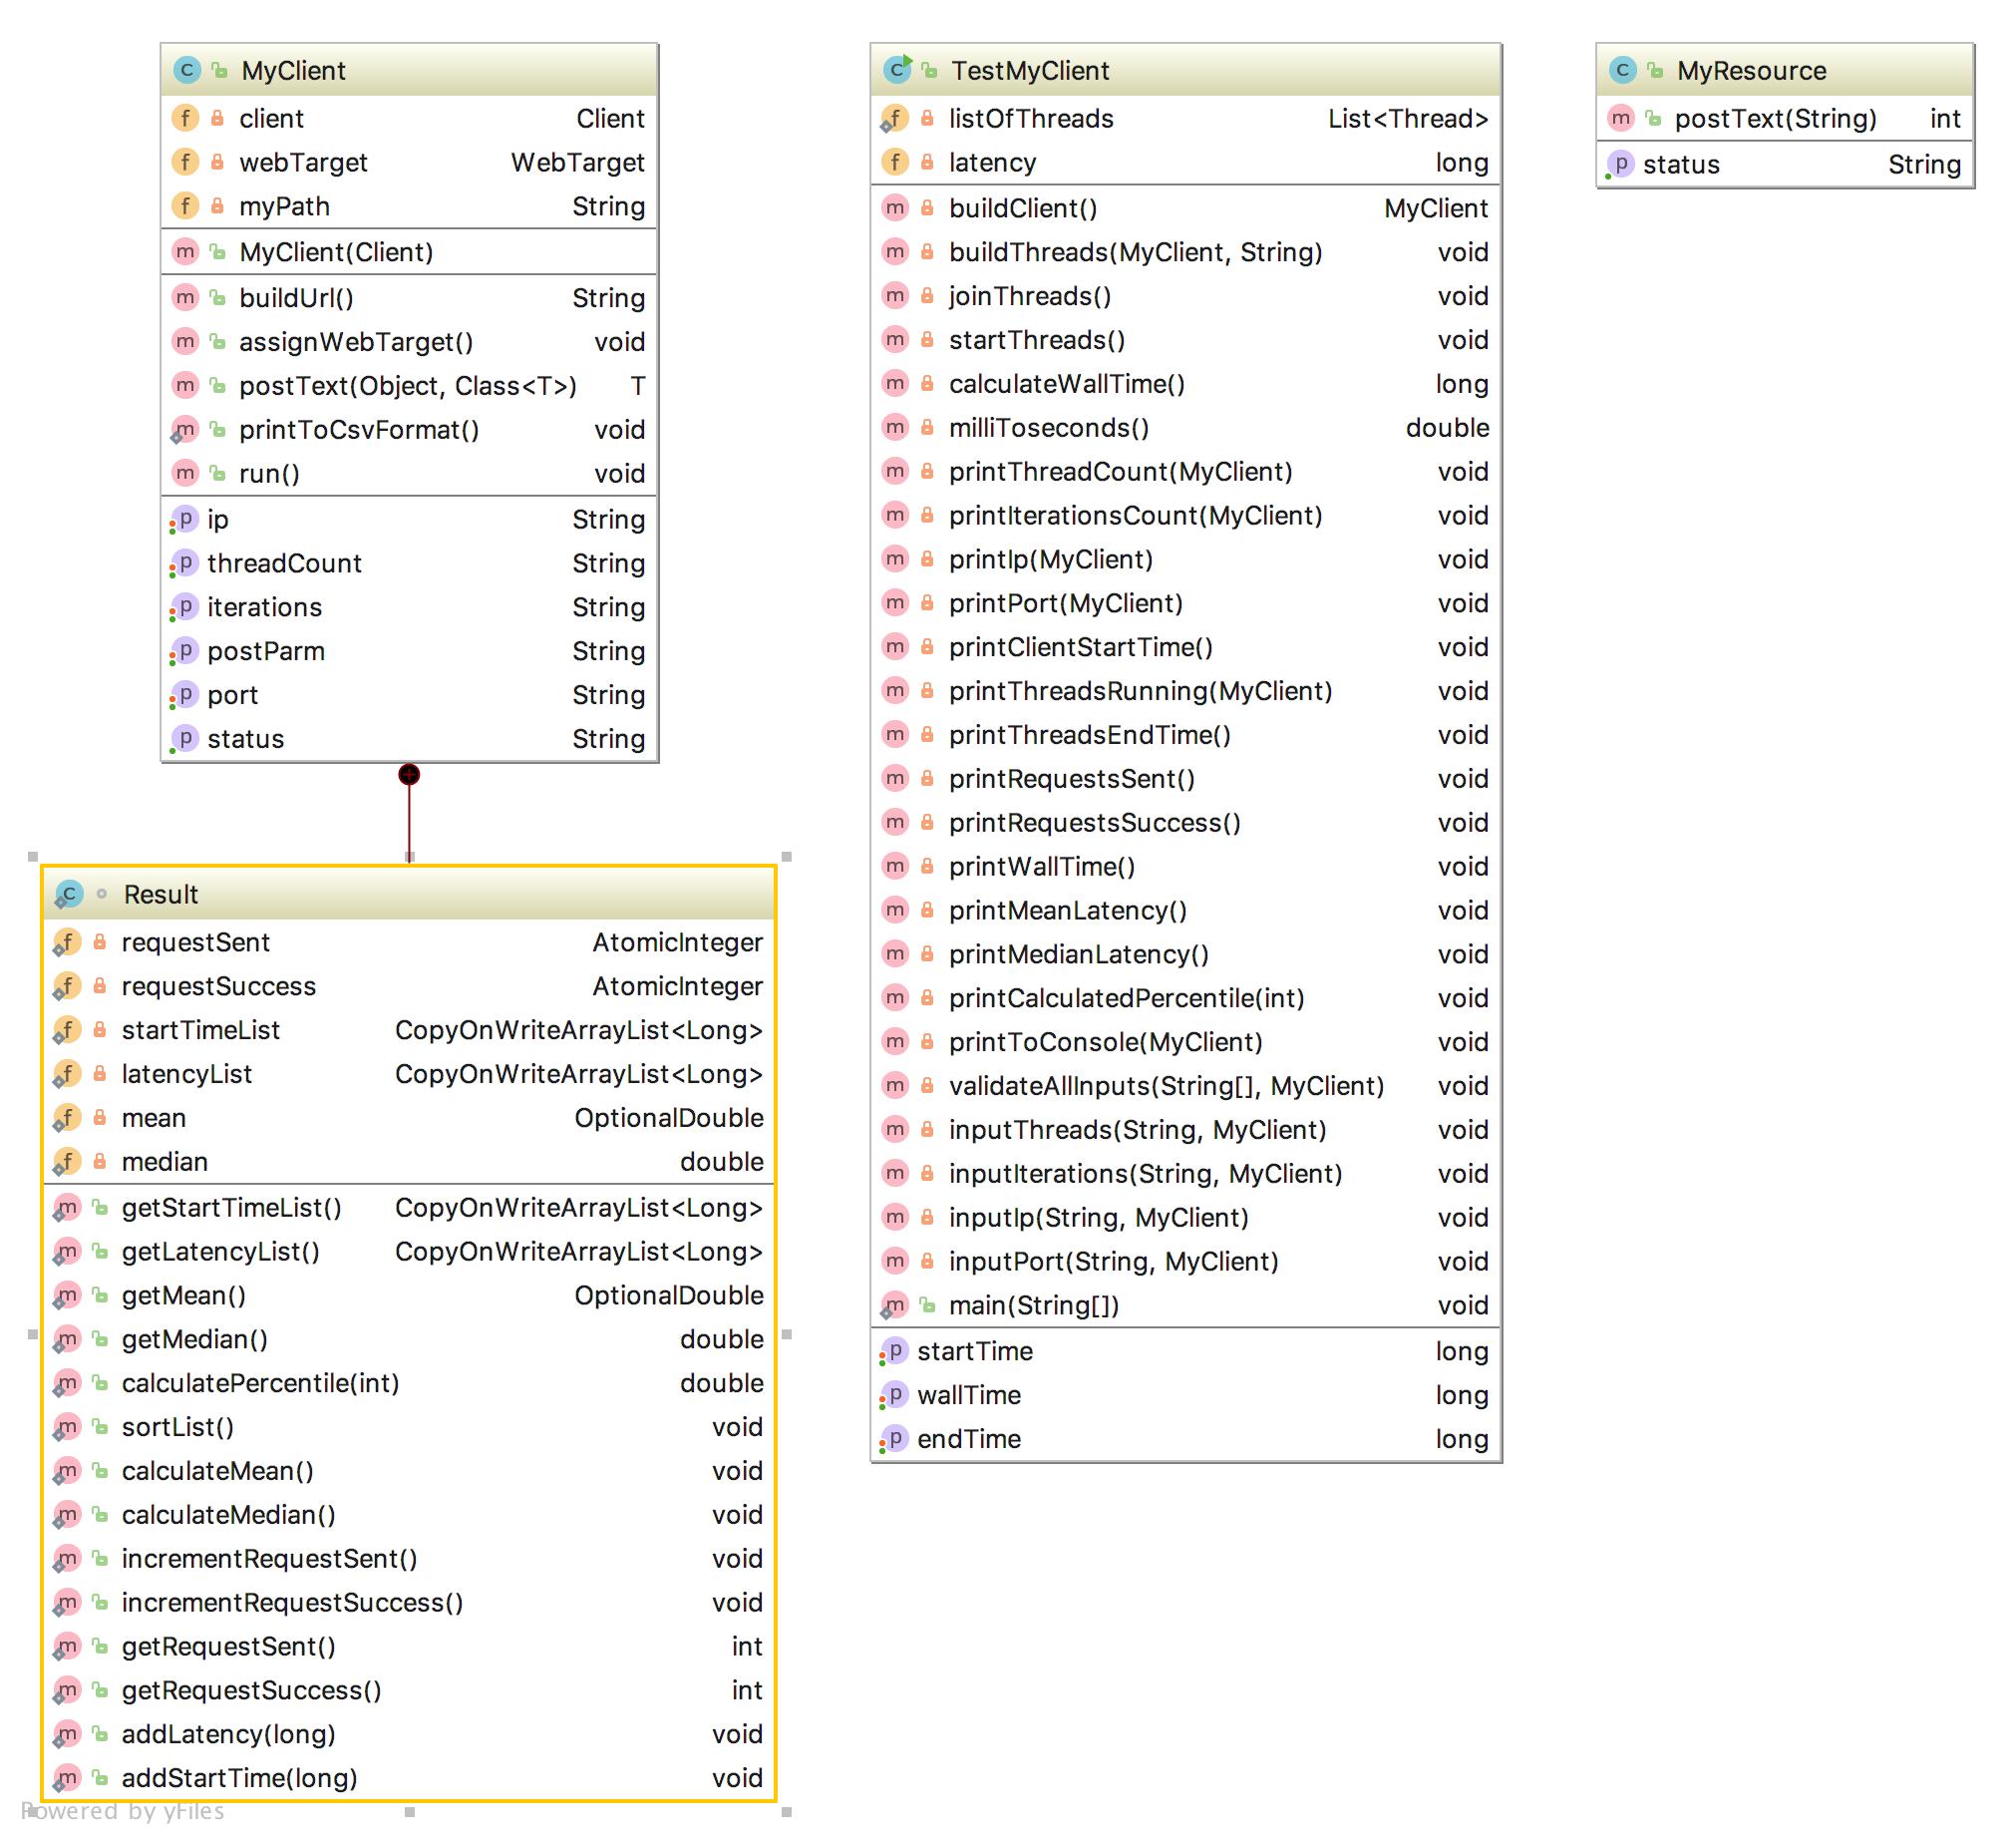 MyClient
client Client
webTarget WebTarget
myPath String
MyClient(Client)
buildUrl() String
assignWebTarget() void
postText(Object, Class<T>) T
printToCsvFormat() void
run() void
ip String
threadCount String
iterations String
postParm String
port String
status String
Result
requestSent AtomicInteger
requestSuccess AtomicInteger
startTimeList CopyOnWriteArrayList<Long>
latencyList CopyOnWriteArrayList<Long>
mean OptionalDouble
median double
getStartTimeList() CopyOnWriteArrayList<Long>
getLatencyList() CopyOnWriteArrayList<Long>
getMean() OptionalDouble
getMedian() double
calculatePercentile(int) double
sortList() void
calculateMean() void
calculateMedian() void
incrementRequestSent() void
incrementRequestSuccess() void
getRequestSent() int
getRequestSuccess() int
addLatency(long) void
addStartTime(long) void
Powered by yFiles
TestMyClient
listOfThreads List<Thread>
latency long
buildClient() MyClient
buildThreads(MyClient, String) void
joinThreads() void
startThreads() void
calculateWallTime() long
milliToseconds() double
printThreadCount(MyClient) void
printIterationsCount(MyClient) void
printIp(MyClient) void
printPort(MyClient) void
printClientStartTime() void
printThreadsRunning(MyClient) void
printThreadsEndTime() void
printRequestsSent() void
printRequestsSuccess() void
printWallTime() void
printMeanLatency() void
printMedianLatency() void
printCalculatedPercentile(int) void
printToConsole(MyClient) void
validateAllInputs(String[], MyClient) void
inputThreads(String, MyClient) void
inputIterations(String, MyClient) void
inputIp(String, MyClient) void
inputPort(String, MyClient) void
main(String[]) void
startTime long
wallTime long
endTime long
MyResource
postText(String) int
status String